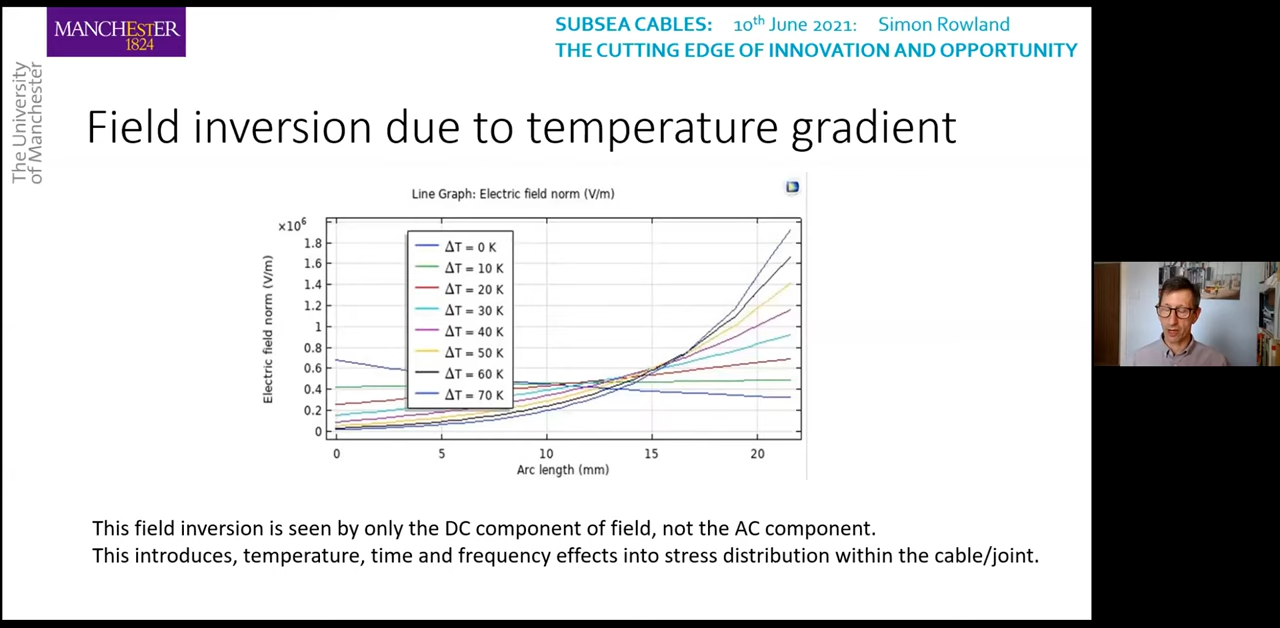 MANCHESTER
1824
The University
of Manchester
SUBSEA CABLES: 10th June 2021: Simon Rowland
THE CUTTING EDGE OF INNOVATION AND OPPORTUNITY
Field inversion due to temperature gradient
Line Graph: Electric field norm (V/m)
×10⁶
1.8
1.6
1.4
1.2
1
0.8
0.6
0.4
0.2
0
Electric field norm (V/m)
ΔT = 0 K
ΔT = 10 K
ΔT = 20 K
ΔT = 30 K
ΔT = 40 K
ΔT = 50 K
ΔT = 60 K
ΔT = 70 K
0 5 10 15 20
Arc length (mm)
This field inversion is seen by only the DC component of field, not the AC component.
This introduces, temperature, time and frequency effects into stress distribution within the cable/joint.